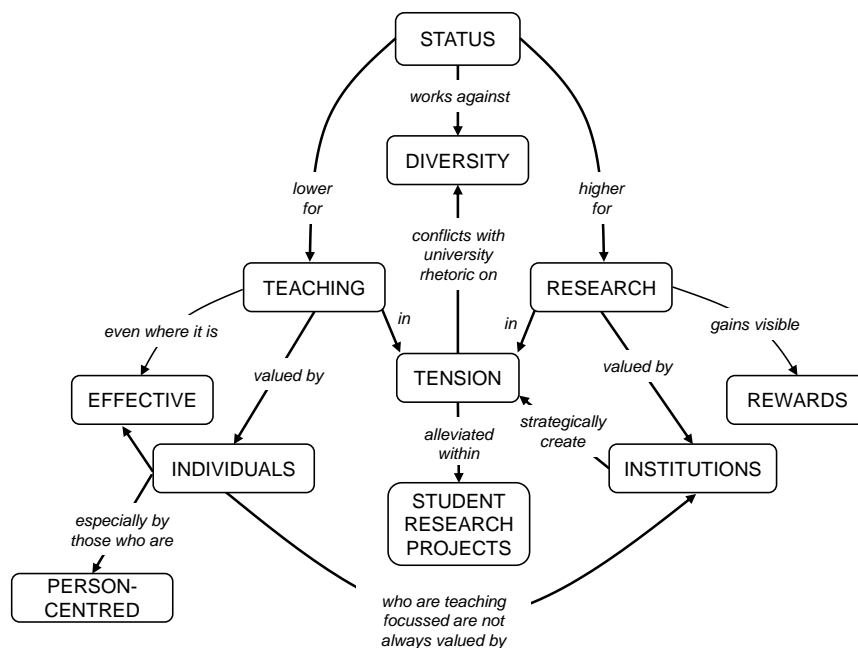 STATUS
works against
DIVERSITY
lower
for
higher
for
conflicts with
university
rhetoric on
TEACHING
RESEARCH
even where it is
in
in
gains visible
valued by
valued by
EFFECTIVE
TENSION
REWARDS
alleviated
within
strategically
create
INDIVIDUALS
INSTITUTIONS
STUDENT
RESEARCH
PROJECTS
especially by
those who are
PERSON-
CENTRED
who are teaching
focussed are not
always valued by